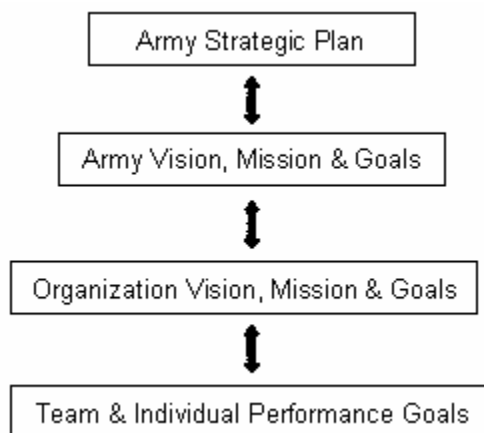 Army Strategic Plan
Army Vision, Mission & Goals
Organization Vision, Mission & Goals
Team & Individual Performance Goals